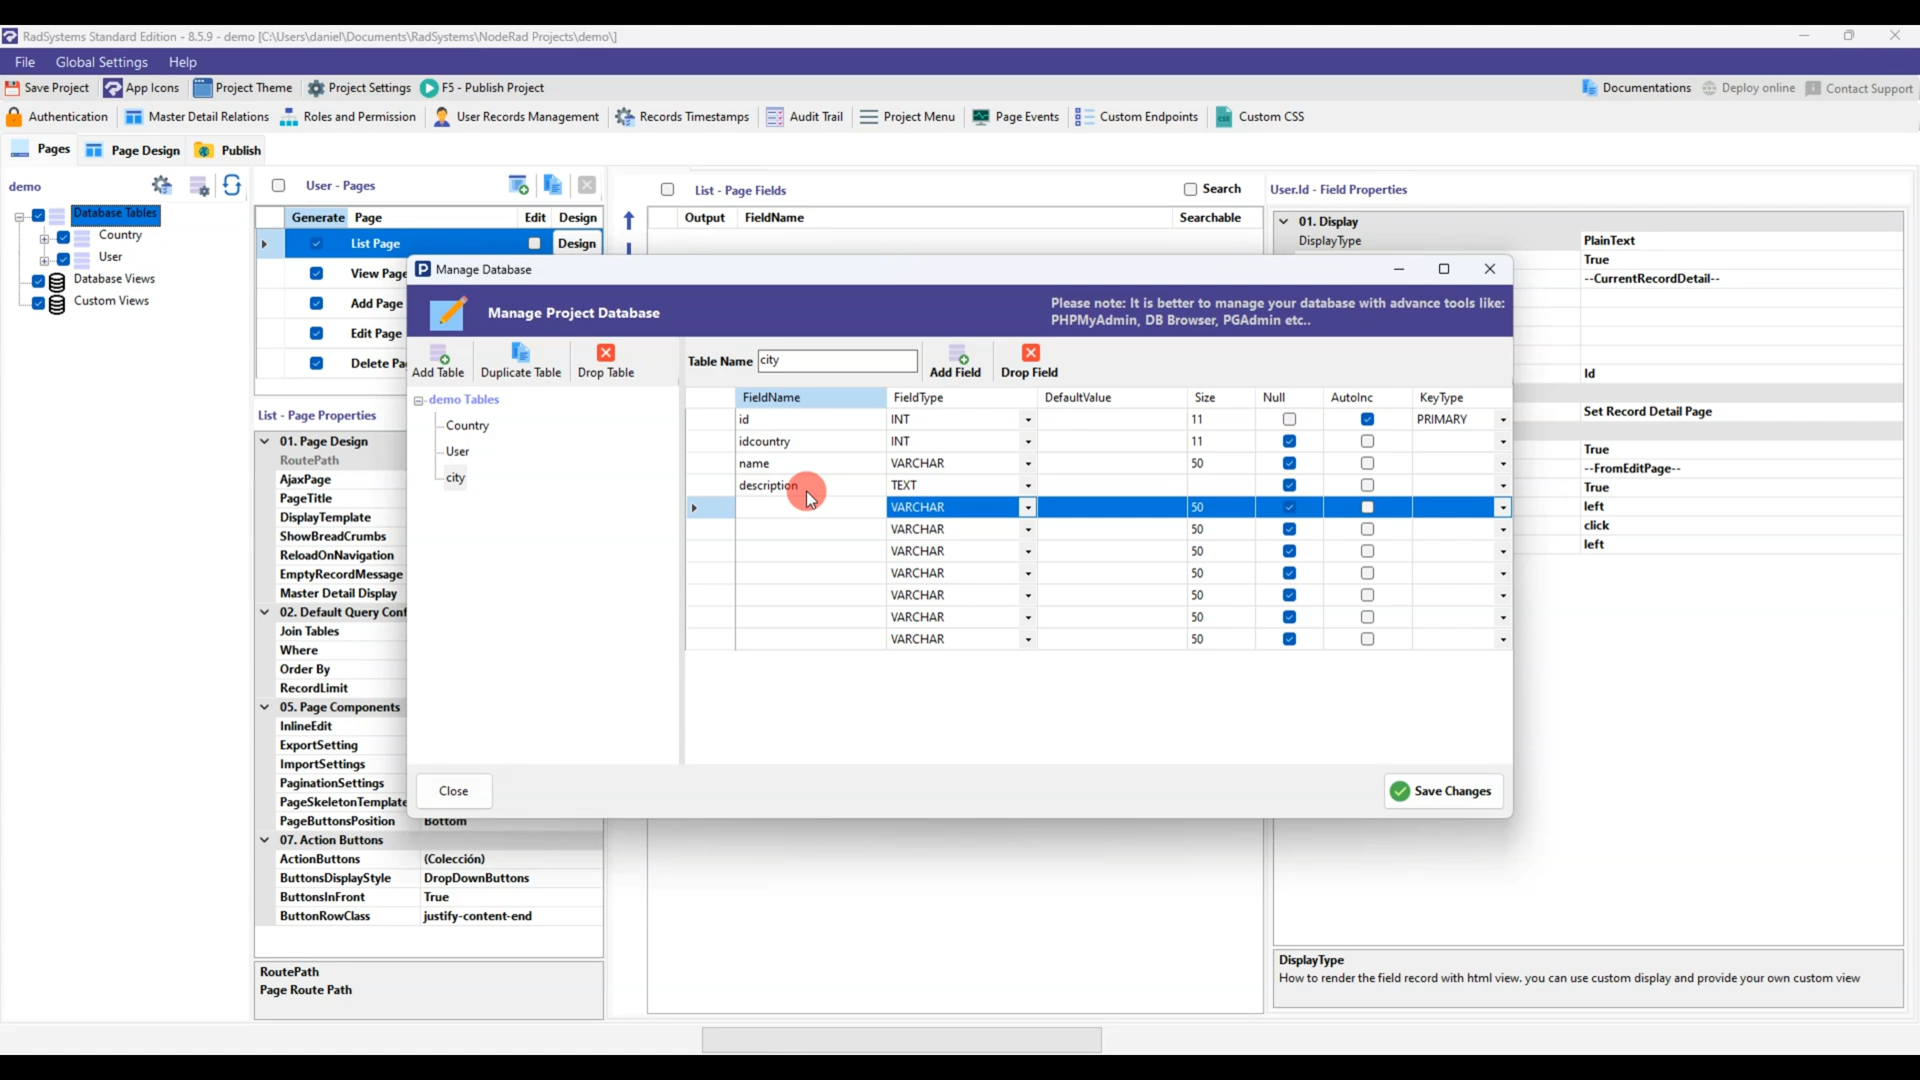 RadSystems Standard Edition - 8.5.9 - demo [C:\Users\daniel\Documents\RadSystems\NodeRad Projects\demo\]
File Global Settings Help
Save Project App Icons Project Theme Project Settings F5 - Publish Project Documentations Deploy online Contact Support
Authentication Master Detail Relations Roles and Permission User Records Management Records Timestamps Audit Trail Project Menu Page Events Custom Endpoints Custom CSS
Pages Page Design Publish
demo
Database Tables
Country
User
Database Views
Custom Views
User - Pages
Generate Page Edit Design
List Page Design
View Page
Add Page
Edit Page
Delete Pa
List - Page Properties
01. Page Design
RoutePath
AjaxPage
PageTitle
DisplayTemplate
ShowBreadCrumbs
ReloadOnNavigation
EmptyRecordMessage
Master Detail Display
02. Default Query Conf
Join Tables
Where
Order By
RecordLimit
05. Page Components
InlineEdit
ExportSetting
ImportSettings
PaginationSettings
PageSkeletonTemplate
PageButtonsPosition Bottom
07. Action Buttons
ActionButtons (Colección)
ButtonsDisplayStyle DropDownButtons
ButtonsInFront True
ButtonRowClass justify-content-end
RoutePath
Page Route Path
List - Page Fields Search
Output FieldName Searchable
User.Id - Field Properties
01. Display
DisplayType PlainText
True
--CurrentRecordDetail--
Id
Set Record Detail Page
True
--FromEditPage--
True
left
click
left
DisplayType
How to render the field record with html view. you can use custom display and provide your own custom view
Manage Database
Manage Project Database
Please note: It is better to manage your database with advance tools like:
PHPMyAdmin, DB Browser, PGAdmin etc..
Add Table Duplicate Table Drop Table
Table Name city Add Field Drop Field
demo Tables
Country
User
city
FieldName FieldType DefaultValue Size Null AutoInc KeyType
id INT 11 PRIMARY
idcountry INT 11
name VARCHAR 50
description TEXT
VARCHAR 50
VARCHAR 50
VARCHAR 50
VARCHAR 50
VARCHAR 50
VARCHAR 50
VARCHAR 50
Close Save Changes